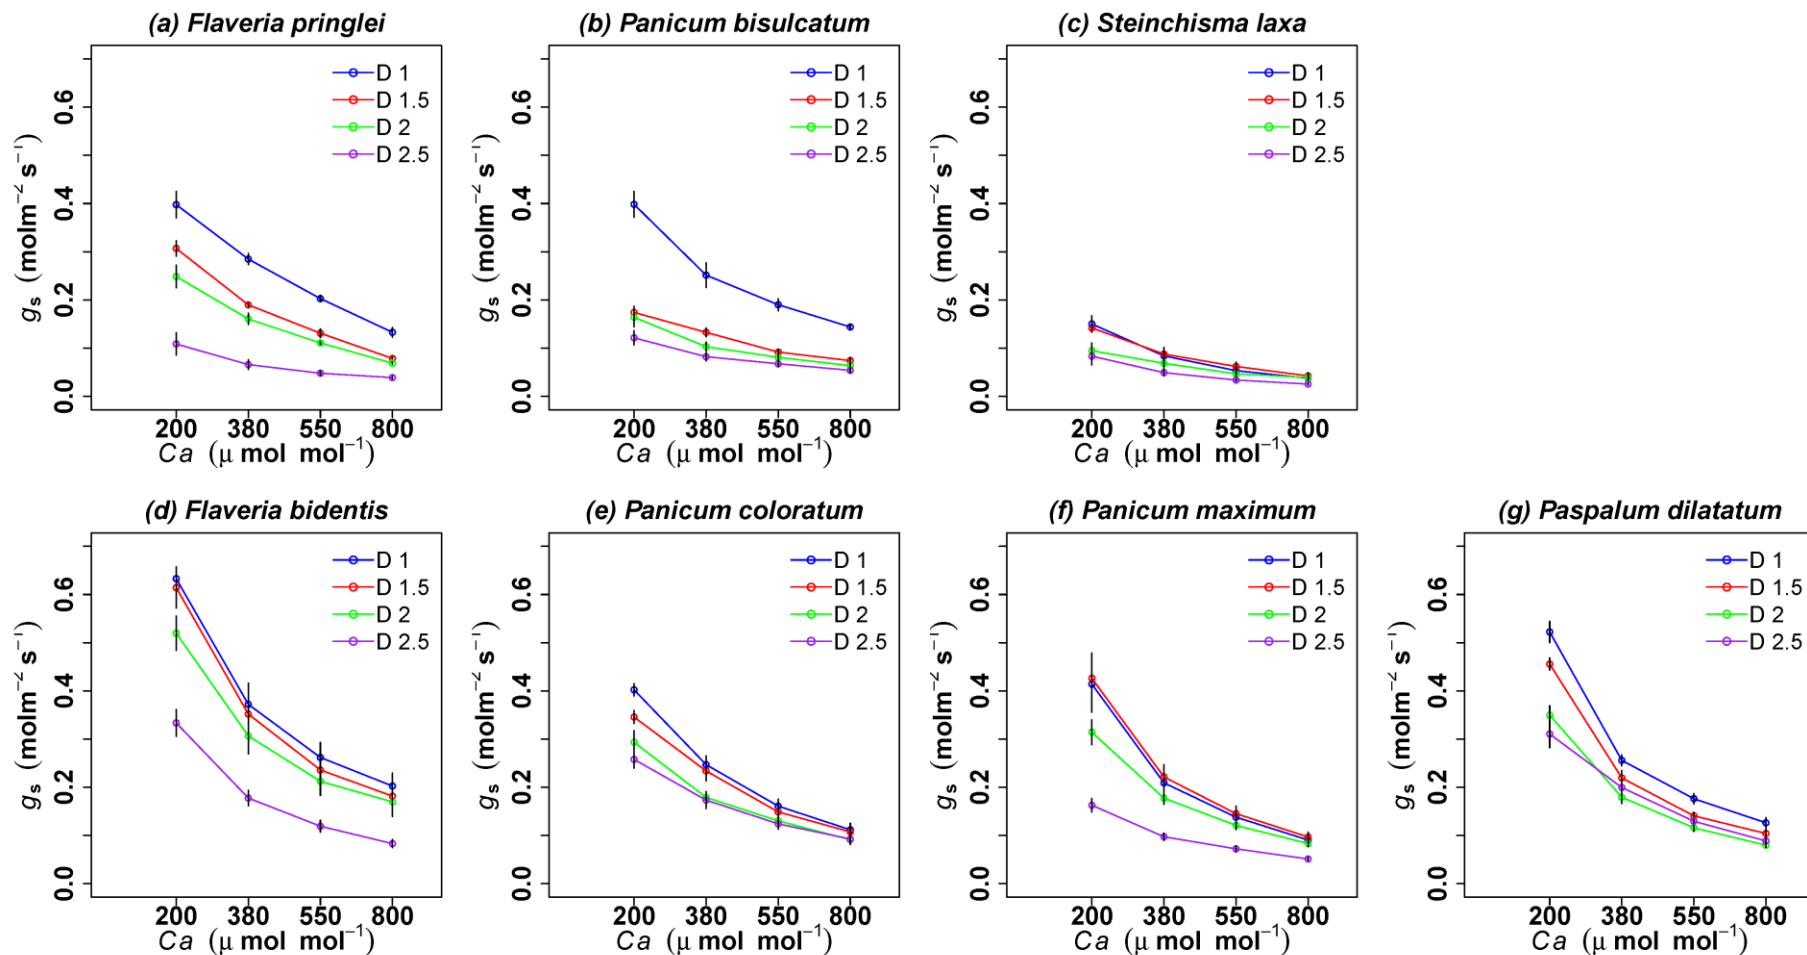 (a) Flaveria pringlei
D 1
D 1.5
D 2
D 2.5
0.6
0.4
0.2
0.0
gs (molm−2 s−1)
200 380 550 800
Ca (μ mol mol−1)
(b) Panicum bisulcatum
D 1
D 1.5
D 2
D 2.5
0.6
0.4
0.2
0.0
gs (molm−2 s−1)
200 380 550 800
Ca (μ mol mol−1)
(c) Steinchisma laxa
D 1
D 1.5
D 2
D 2.5
0.6
0.4
0.2
0.0
gs (molm−2 s−1)
200 380 550 800
Ca (μ mol mol−1)
(d) Flaveria bidentis
D 1
D 1.5
D 2
D 2.5
0.6
0.4
0.2
0.0
gs (molm−2 s−1)
200 380 550 800
Ca (μ mol mol−1)
(e) Panicum coloratum
D 1
D 1.5
D 2
D 2.5
0.6
0.4
0.2
0.0
gs (molm−2 s−1)
200 380 550 800
Ca (μ mol mol−1)
(f) Panicum maximum
D 1
D 1.5
D 2
D 2.5
0.6
0.4
0.2
0.0
gs (molm−2 s−1)
200 380 550 800
Ca (μ mol mol−1)
(g) Paspalum dilatatum
D 1
D 1.5
D 2
D 2.5
0.6
0.4
0.2
0.0
gs (molm−2 s−1)
200 380 550 800
Ca (μ mol mol−1)